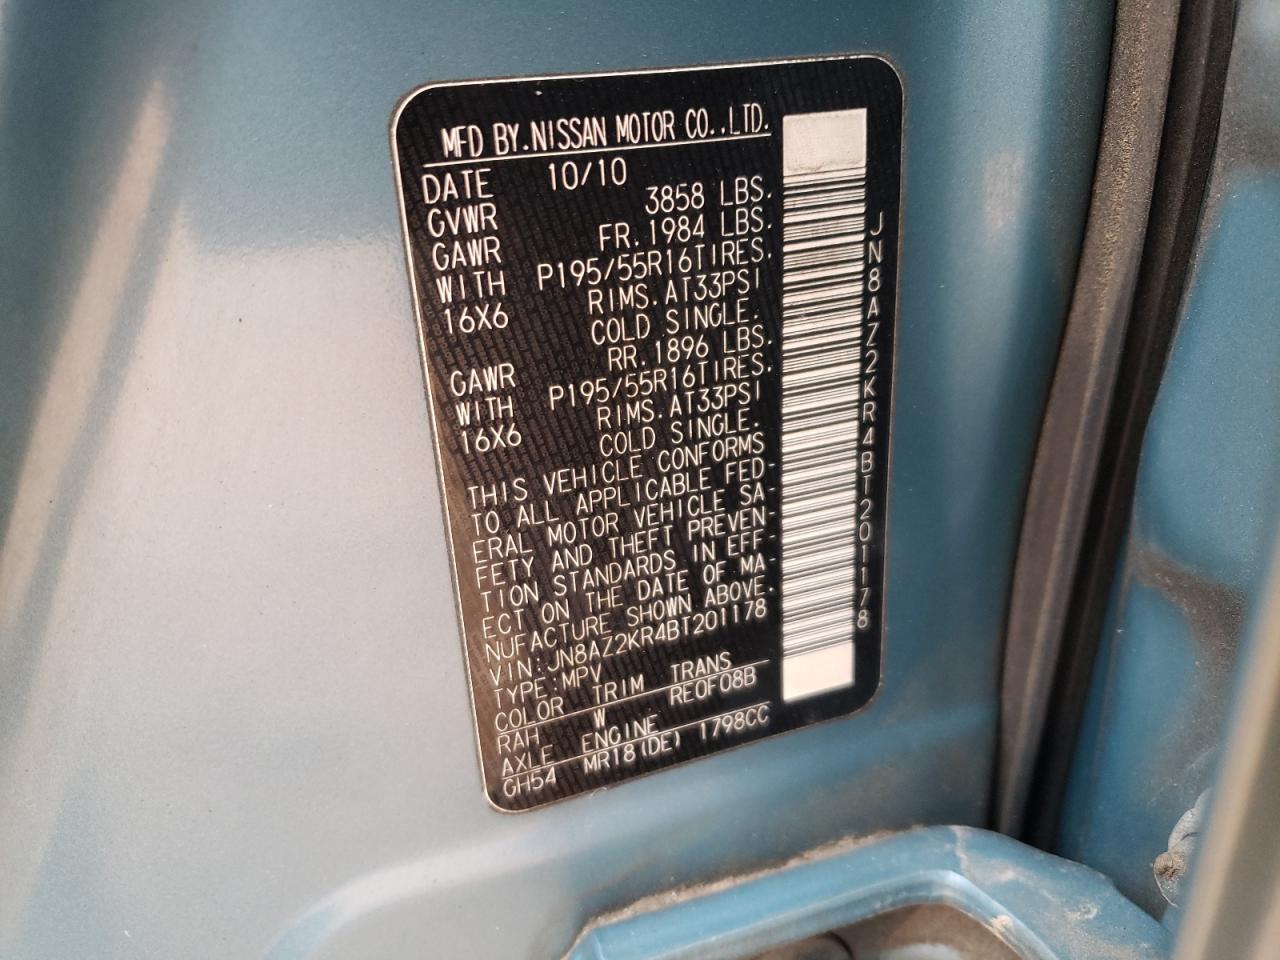 MFD BY.NISSAN MOTOR CO.,LTD.
DATE 10/10
GVWR 3858 LBS.
GAWR FR.1984 LBS.
WITH P195/55R16TIRES.
16X6 RIMS.AT33PSI
COLD SINGLE.
GAWR RR.1896 LBS.
WITH P195/55R16TIRES.
16X6 RIMS.AT33PSI
COLD SINGLE.
THIS VEHICLE CONFORMS
TO ALL APPLICABLE FED-
ERAL MOTOR VEHICLE SA-
FETY AND THEFT PREVEN-
TION STANDARDS IN EFF-
ECT ON THE DATE OF MA-
NUFACTURE SHOWN ABOVE.
VIN:JN8AZ2KR4BT201178
TYPE:MPV
COLOR TRIM TRANS
RAH W RE0F08B
AXLE ENGINE
GH54 MR18(DE) 1798CC
JN8AZ2KR4BT201178